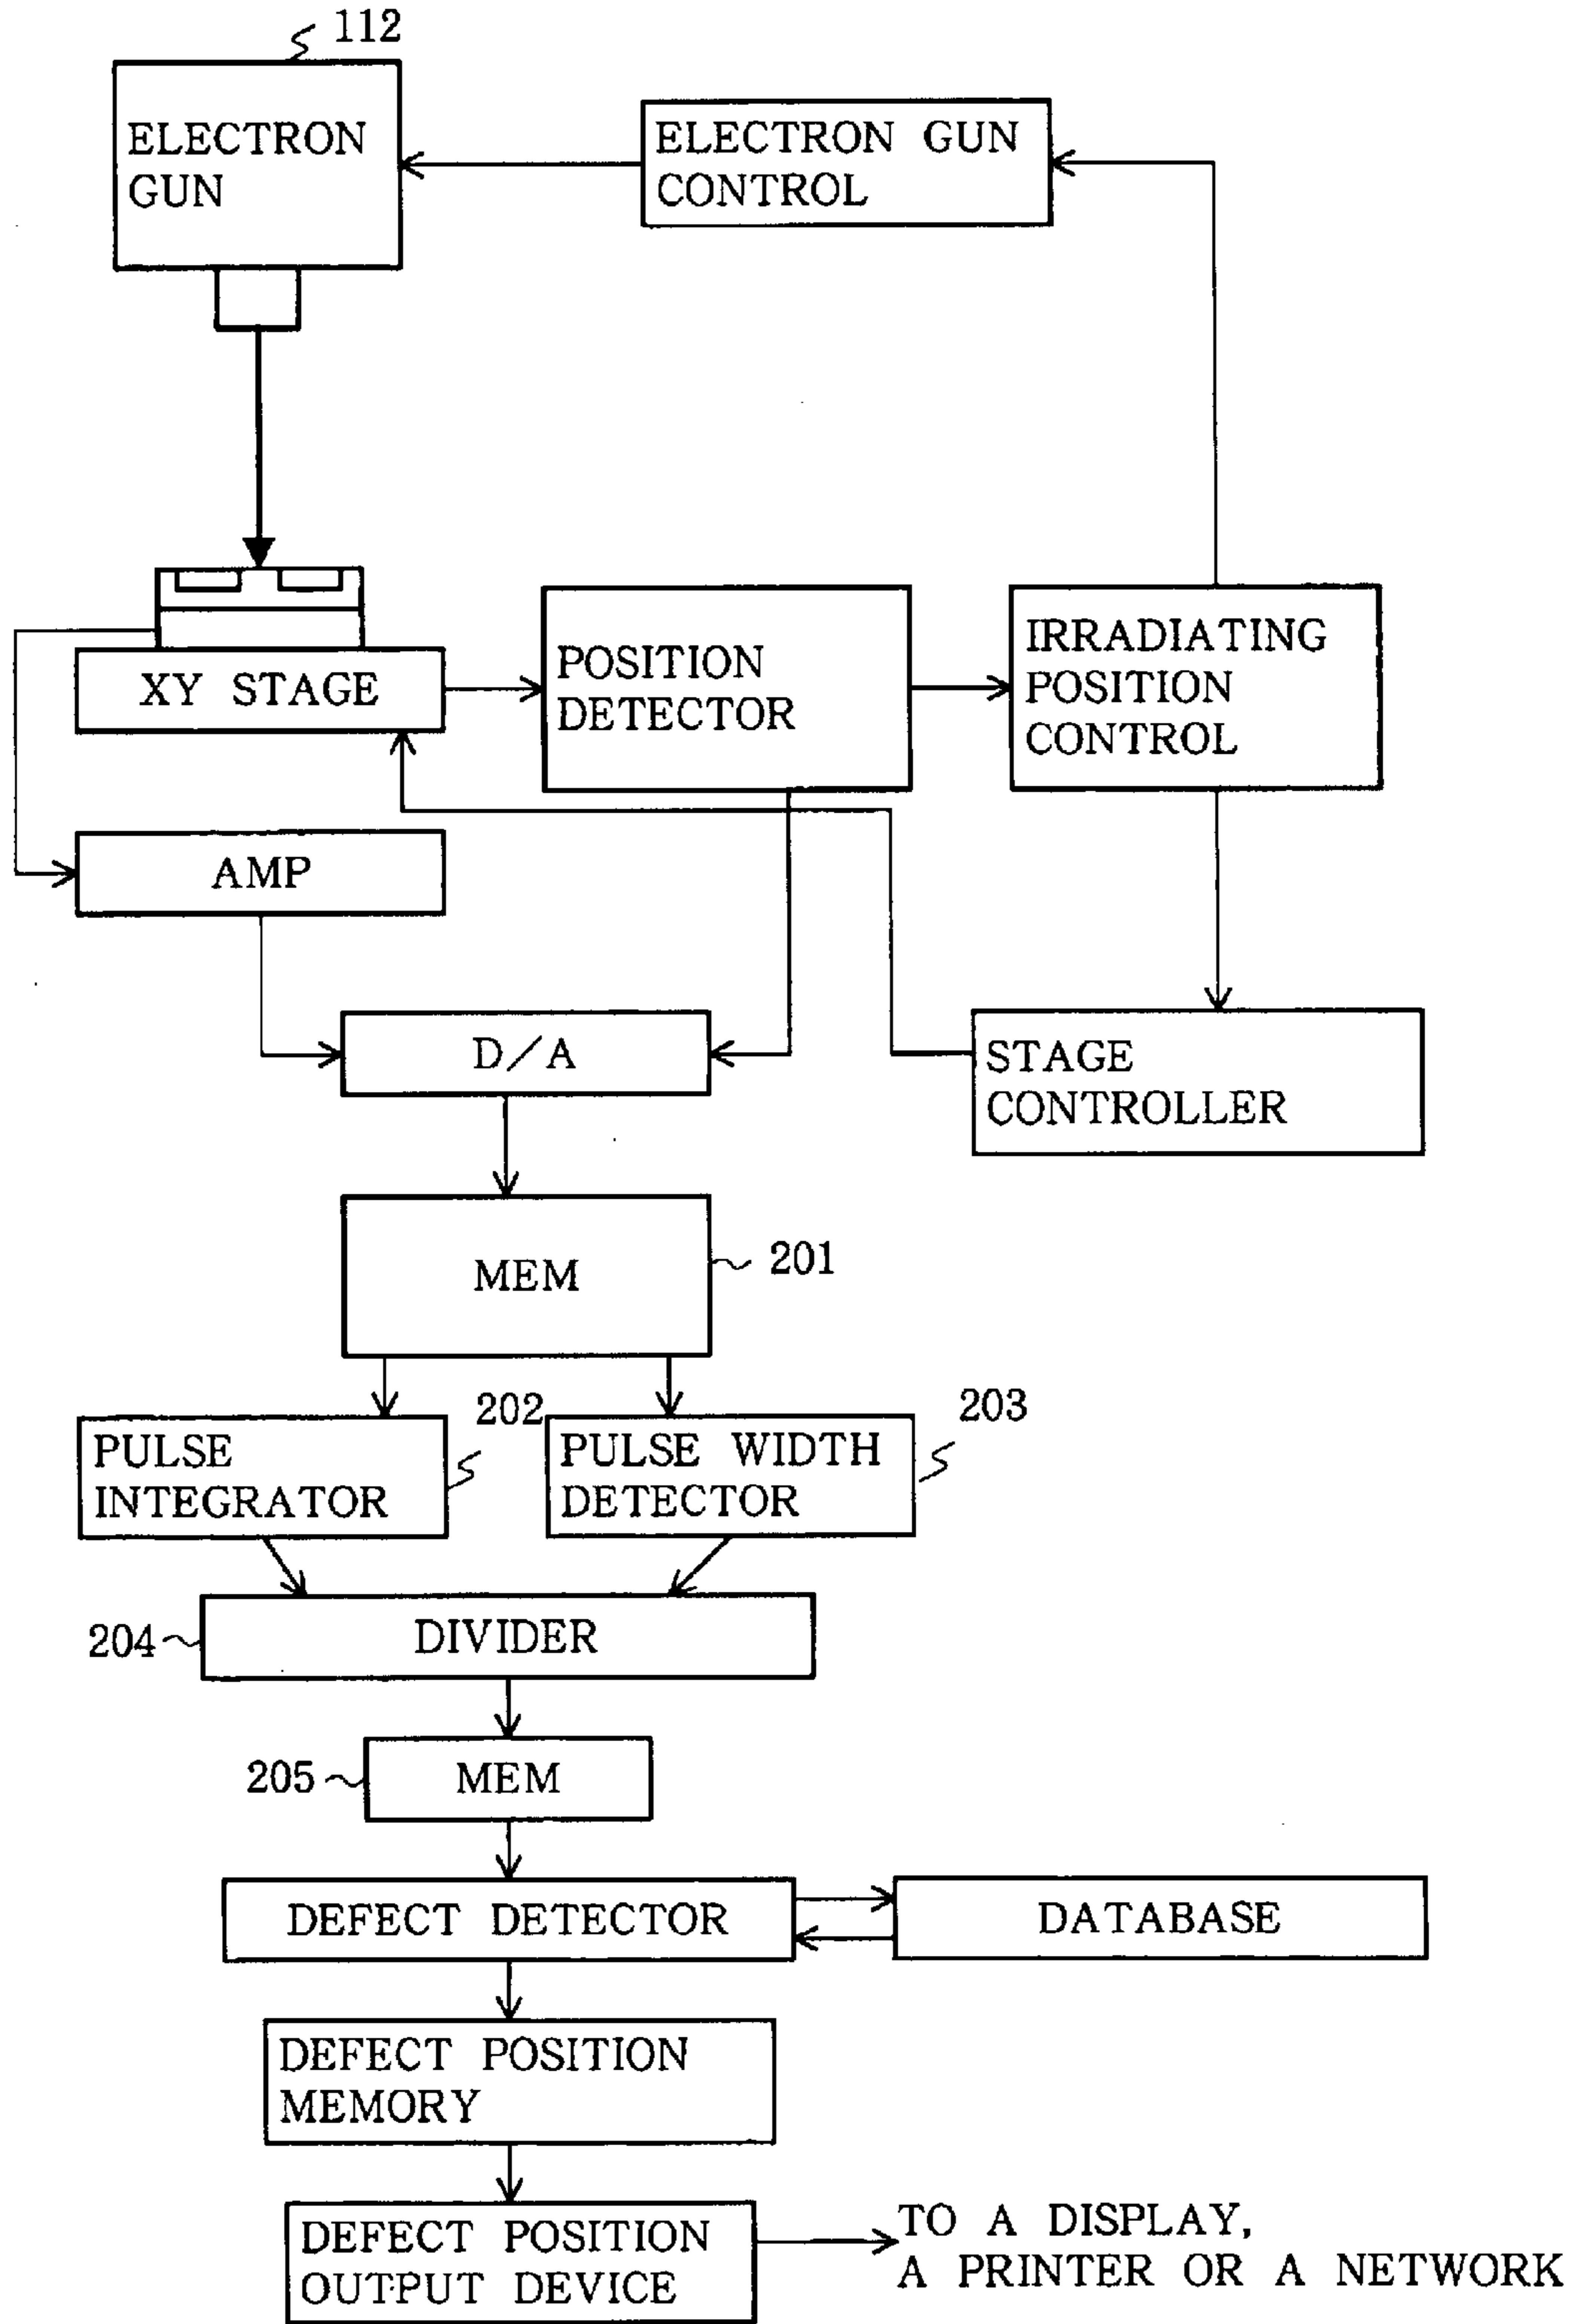 112
ELECTRON
GUN
ELECTRON GUN
CONTROL
XY STAGE
POSITION
DETECTOR
IRRADIATING
POSITION
CONTROL
AMP
D/A
STAGE
CONTROLLER
MEM
201
PULSE
INTEGRATOR
202
PULSE WIDTH
DETECTOR
203
204
DIVIDER
205
MEM
DEFECT DETECTOR
DATABASE
DEFECT POSITION
MEMORY
DEFECT POSITION
OUTPUT DEVICE
TO A DISPLAY,
A PRINTER OR A NETWORK